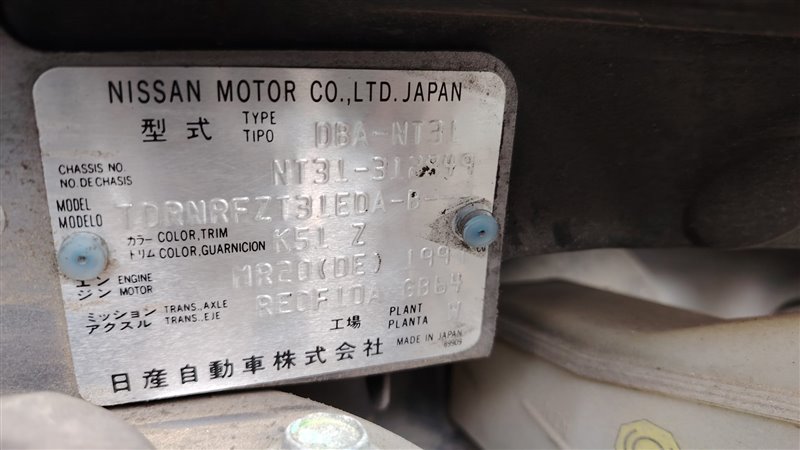 NISSAN MOTOR CO.,LTD. JAPAN
型式 TYPE TIPO DBA-NT31
CHASSIS NO. NO.DE CHASIS
MODEL MODELO TDRNRFZT31EDA-B--
カラー COLOR, TRIM K51 Z
トリム COLOR, GUARNICION
エンジン ENGINE MOTOR MR20(DE)
ミッション TRANS., AXLE RE0F10A GB64
アクスル TRANS., EJE
工場 PLANT PLANTA
MADE IN JAPAN
日産自動車株式会社